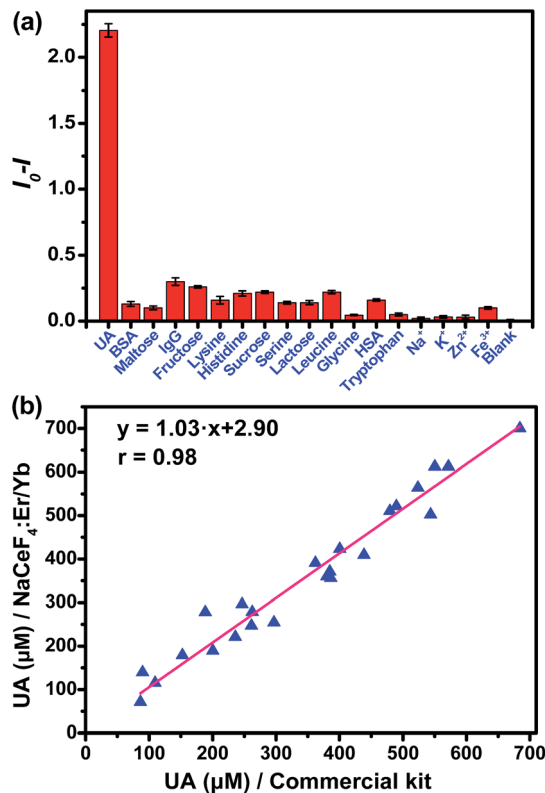 (a)
2.0
1.5
1.0
0.5
0.0
I₀-I
UA
BSA
Maltose
IgG
Fructose
Lysine
Histidine
Sucrose
Serine
Lactose
Leucine
Glycine
HSA
Tryptophan
Na⁺
K⁺
Zn²⁺
Fe³⁺
Blank
(b)
y = 1.03·x+2.90
r = 0.98
700
600
500
400
300
200
100
0
UA (μM) / NaCeF₄:Er/Yb
0 100 200 300 400 500 600 700
UA (μM) / Commercial kit